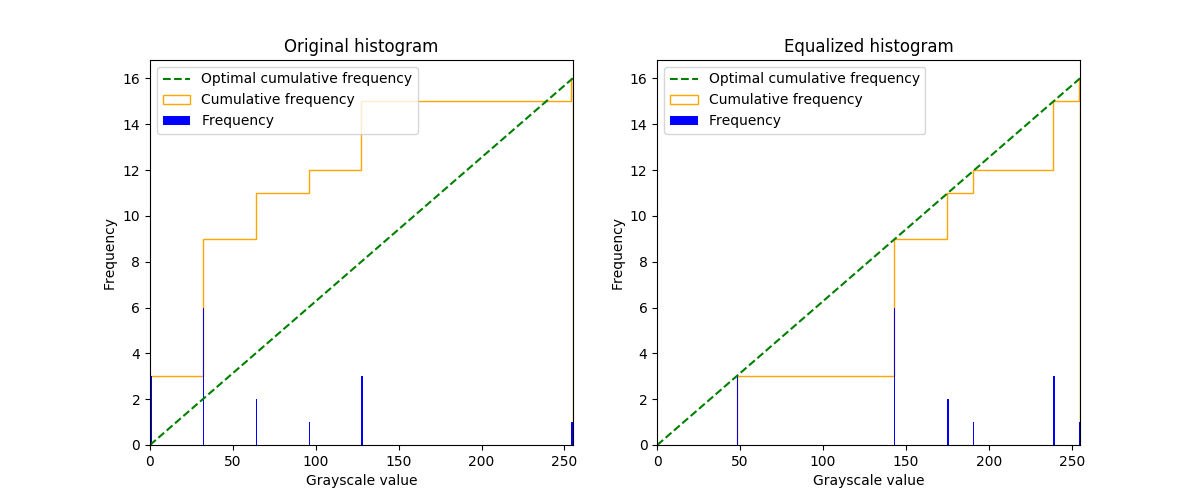 Original histogram
Optimal cumulative frequency
Cumulative frequency
Frequency
Frequency
16
14
12
10
8
6
4
2
0
0
50
100
150
200
250
Grayscale value
Equalized histogram
Optimal cumulative frequency
Cumulative frequency
Frequency
Frequency
16
14
12
10
8
6
4
2
0
0
50
100
150
200
250
Grayscale value